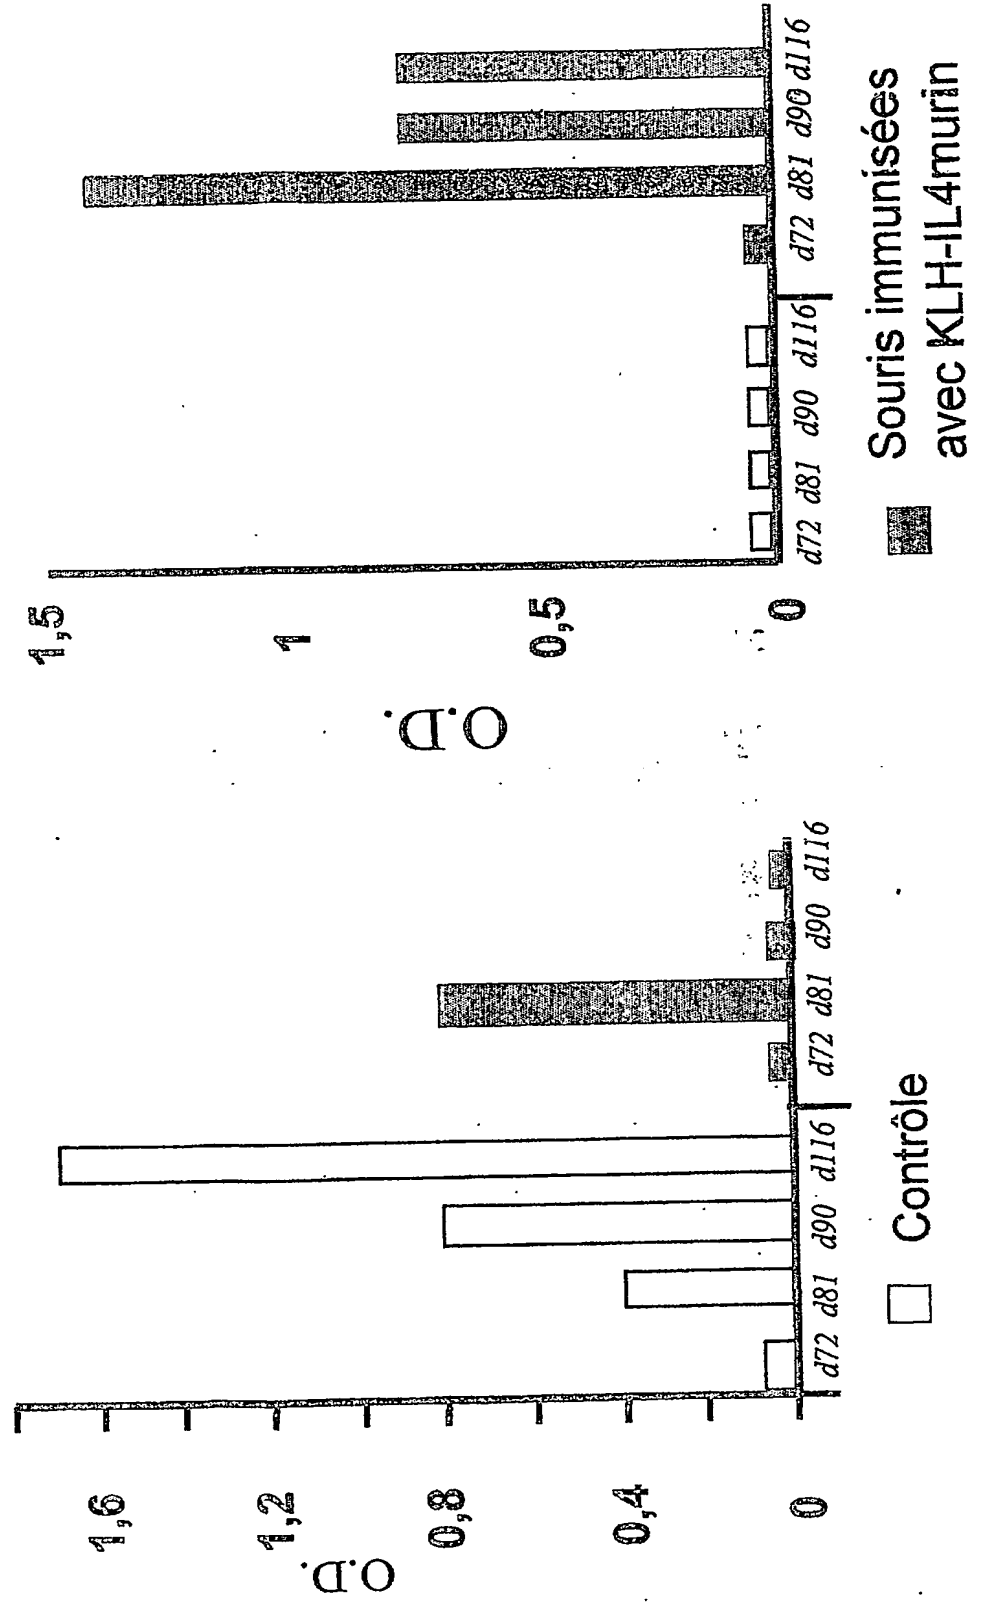 O.D.
1,6
1,2
0,8
0,4
0
d72 d81 d90 d116 d72 d81 d90 d116
Contrôle
O.D.
1,5
1
0,5
0
d72 d81 d90 d116 d72 d81 d90 d116
Souris immunisées
avec KLH-IL4murin